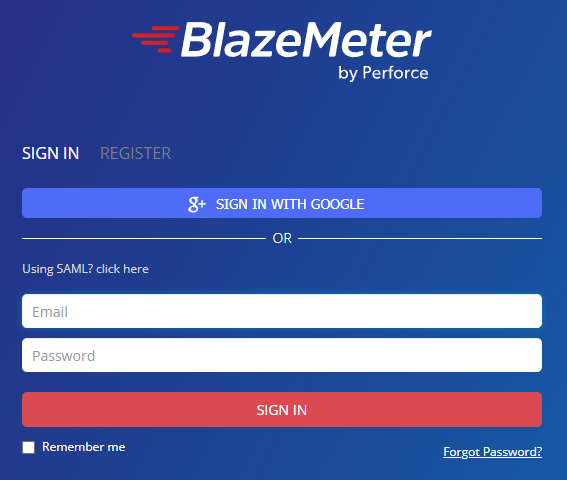 BlazeMeter
by Perforce
SIGN IN REGISTER
g+ SIGN IN WITH GOOGLE
OR
Using SAML? click here
Email
Password
SIGN IN
Remember me Forgot Password?